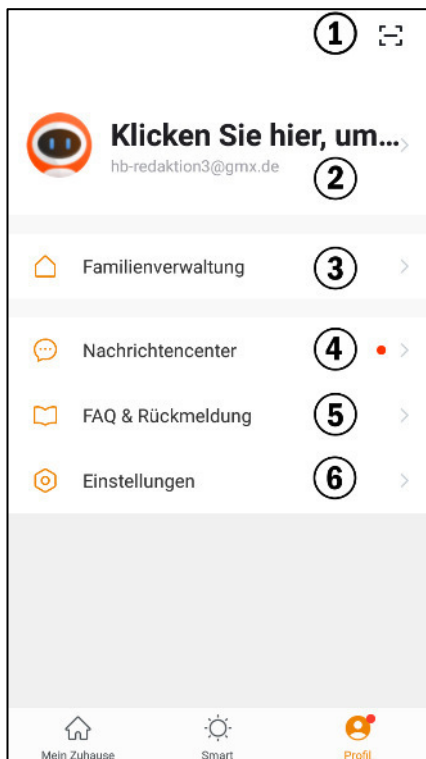 1
Klicken Sie hier, um...
hb-redaktion3@gmx.de
2
Familienverwaltung 3
Nachrichtencenter 4
FAQ & Rückmeldung 5
Einstellungen 6
Mein Zuhause Smart Profil